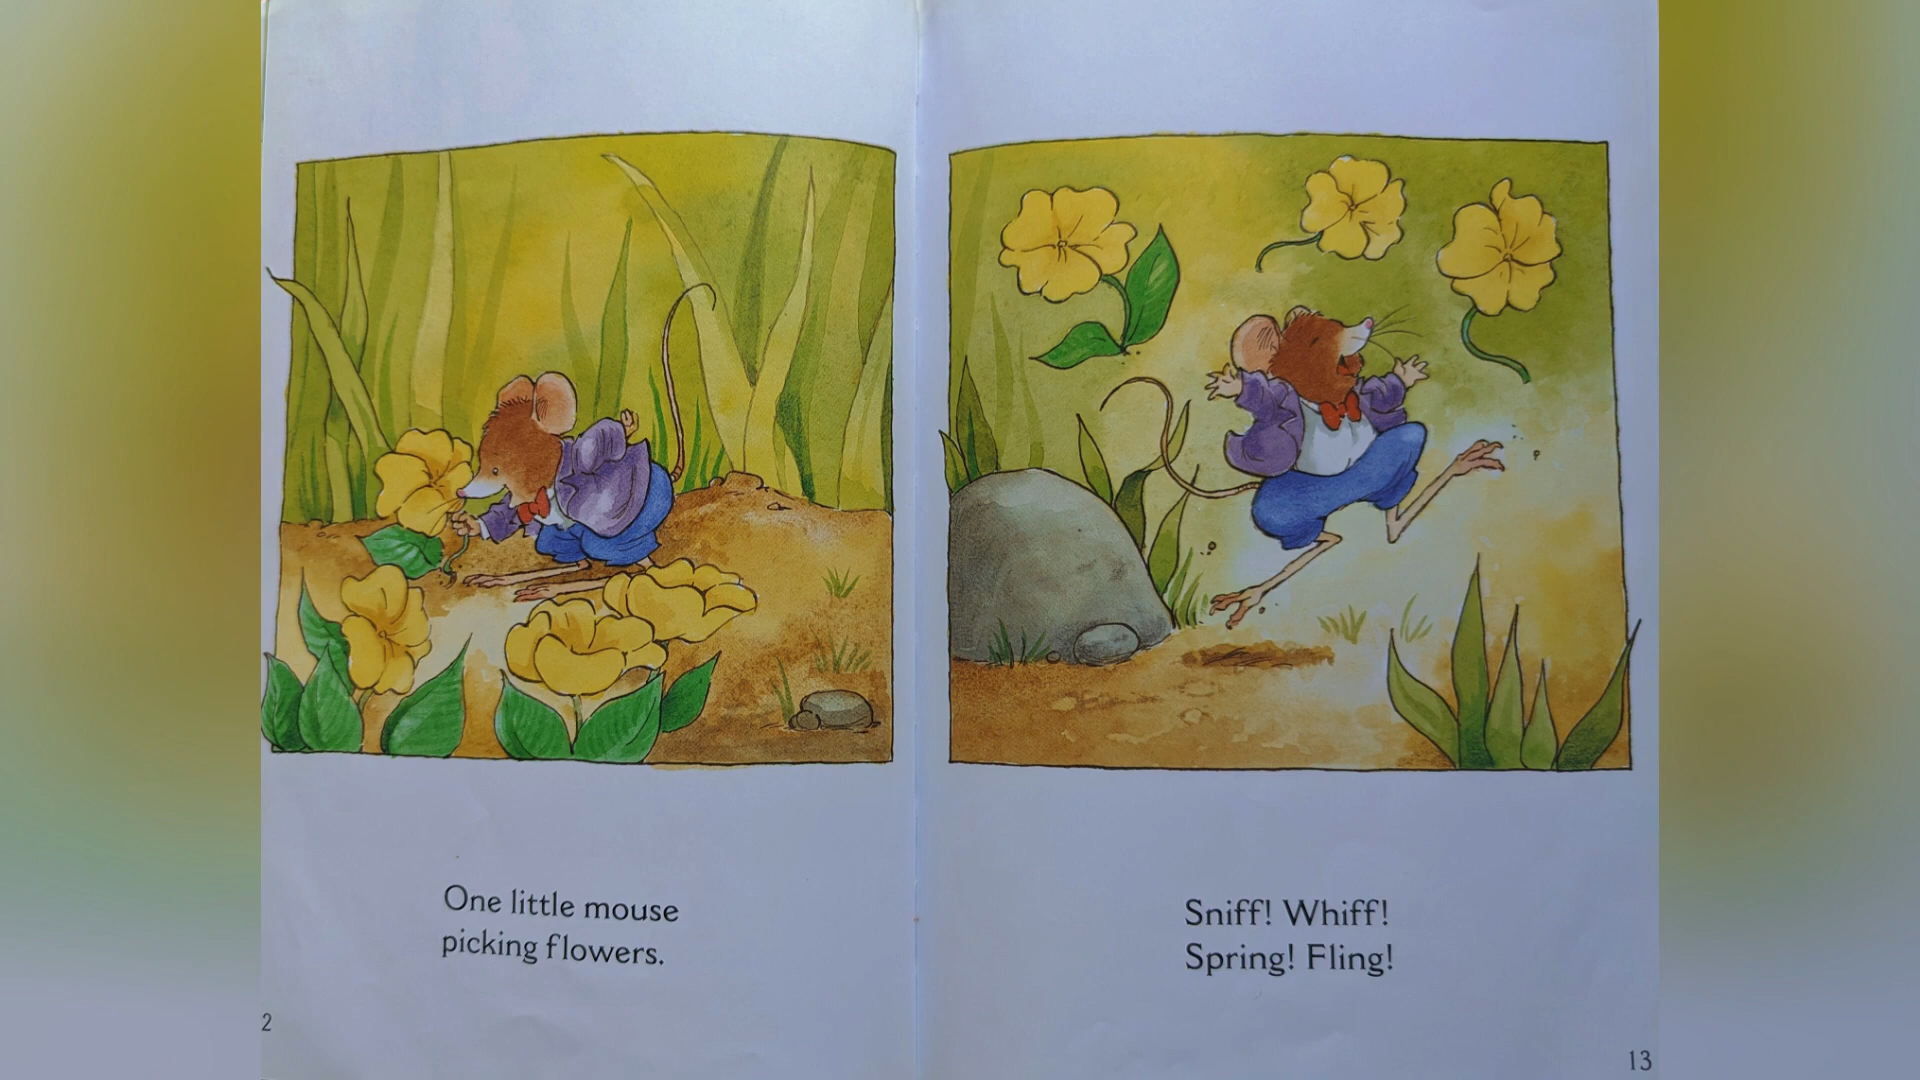 One little mouse
picking flowers.
2
Sniff! Whiff!
Spring! Fling!
13